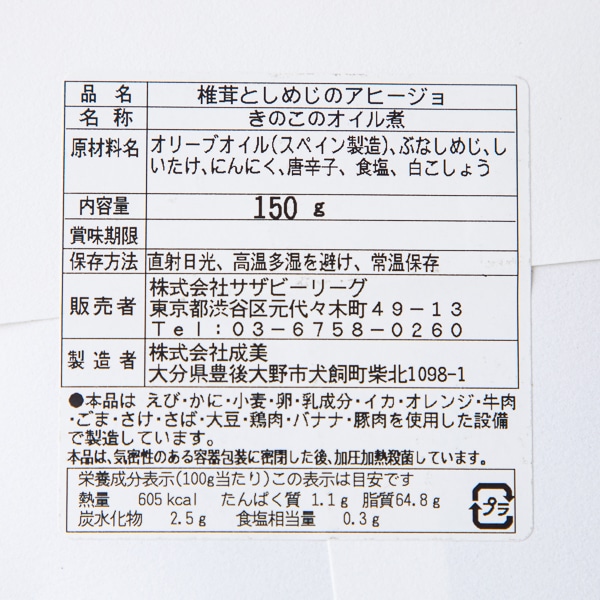 品名 椎茸としめじのアヒージョ
名称 きのこのオイル煮
原材料名 オリーブオイル(スペイン製造)、ぶなしめじ、し
いたけ、にんにく、唐辛子、食塩、白こしょう
内容量 150 g
賞味期限
保存方法 直射日光、高温多湿を避け、常温保存
販売者 株式会社サザビーリーグ
東京都渋谷区元代々木町49-13
Tel:03-6758-0260
製造者 株式会社成美
大分県豊後大野市犬飼町柴北1098-1
●本品は えび・かに・小麦・卵・乳成分・イカ・オレンジ・牛肉
・ごま・さけ・さば・大豆・鶏肉・バナナ・豚肉を使用した設備
で製造しています。
本品は、気密性のある容器包装に密閉した後、加圧加熱殺菌しています。
栄養成分表示(100g当たり)この表示は目安です
熱量 605kcal たんぱく質 1.1g 脂質64.8g
炭水化物 2.5g 食塩相当量 0.3g
プラ